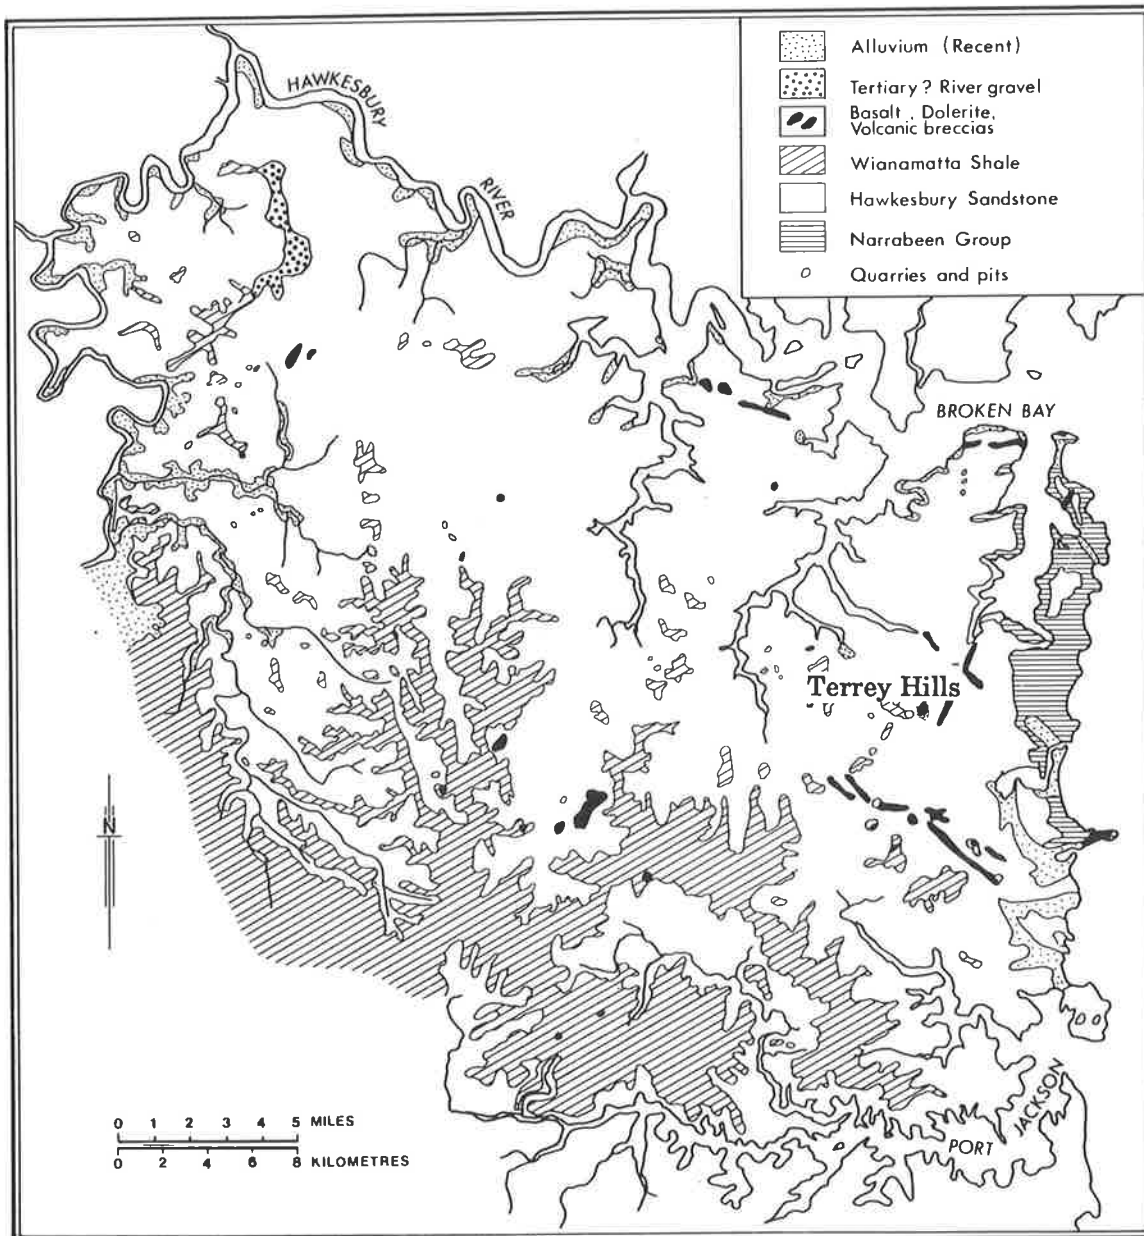 Alluvium (Recent)
Tertiary? River gravel
Basalt, Dolerite,
Volcanic breccias
Wianamatta Shale
Hawkesbury Sandstone
Narrabeen Group
Quarries and pits
HAWKESBURY
RIVER
BROKEN BAY
Terrey Hills
N
0 1 2 3 4 5 MILES
0 2 4 6 8 KILOMETRES
PORT
JACKSON